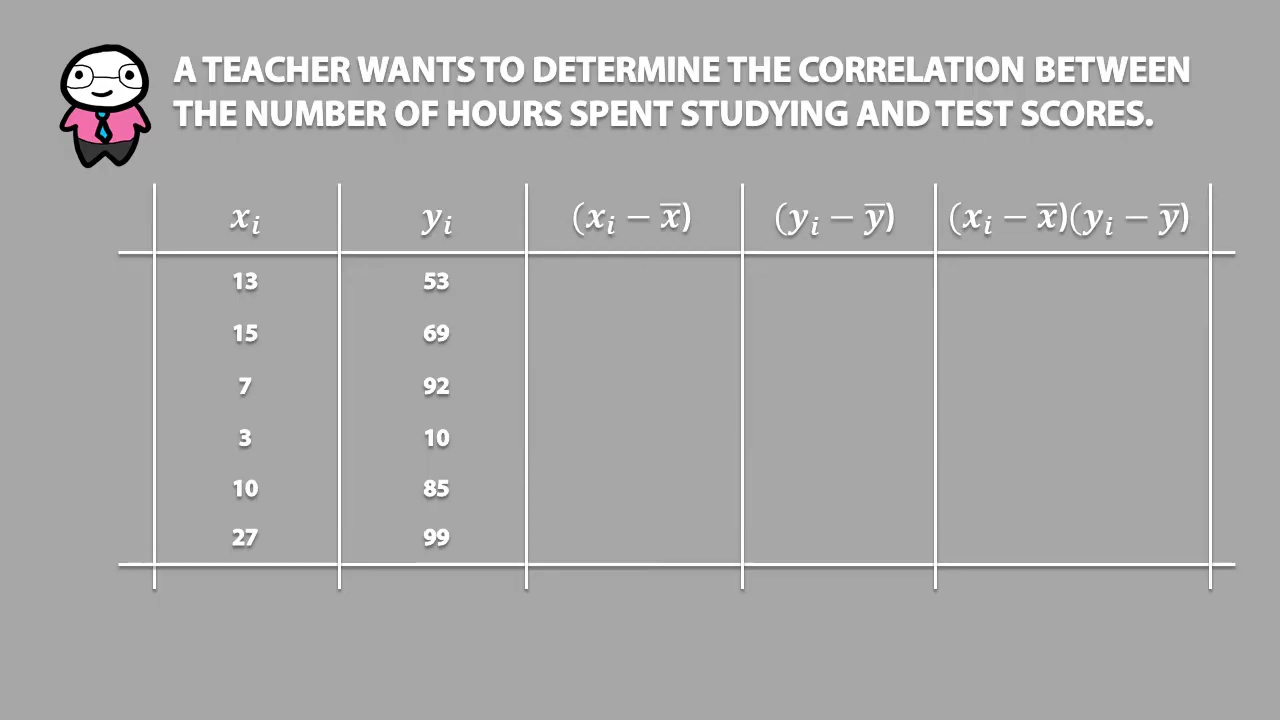 A TEACHER WANTS TO DETERMINE THE CORRELATION BETWEEN
THE NUMBER OF HOURS SPENT STUDYING AND TEST SCORES.
xᵢ yᵢ (xᵢ − x̅) (yᵢ − y̅) (xᵢ − x̅)(yᵢ − y̅)
13 53
15 69
7 92
3 10
10 85
27 99